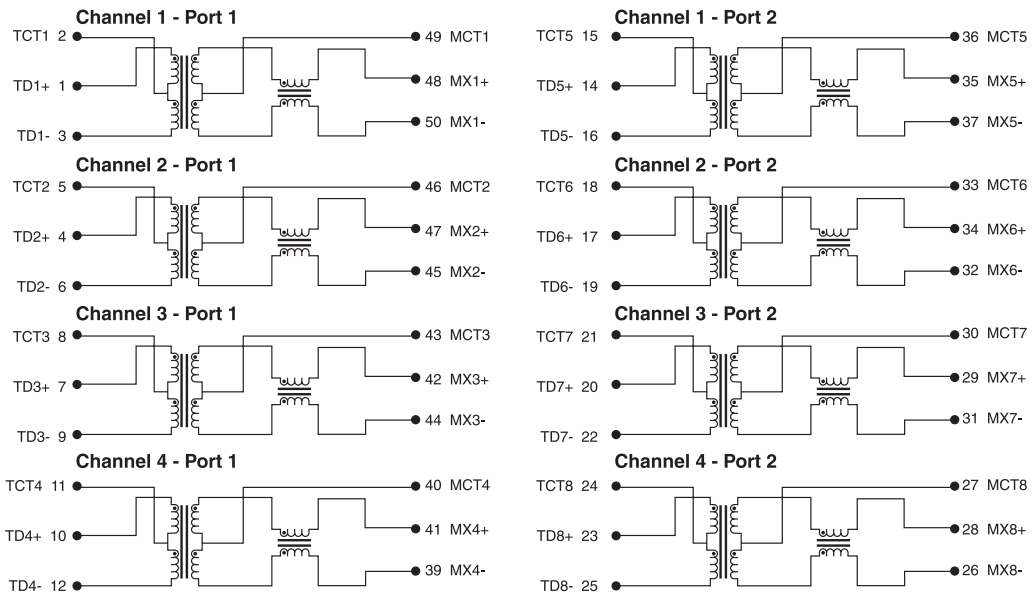 Channel 1 - Port 1
TCT1 2
49 MCT1
TD1+ 1
48 MX1+
50 MX1-
TD1- 3
Channel 2 - Port 1
TCT2 5
46 MCT2
TD2+ 4
47 MX2+
45 MX2-
TD2- 6
Channel 3 - Port 1
TCT3 8
43 MCT3
TD3+ 7
42 MX3+
44 MX3-
TD3- 9
Channel 4 - Port 1
TCT4 11
40 MCT4
TD4+ 10
41 MX4+
39 MX4-
TD4- 12
Channel 1 - Port 2
TCT5 15
36 MCT5
TD5+ 14
35 MX5+
37 MX5-
TD5- 16
Channel 2 - Port 2
TCT6 18
33 MCT6
TD6+ 17
34 MX6+
32 MX6-
TD6- 19
Channel 3 - Port 2
TCT7 21
30 MCT7
TD7+ 20
29 MX7+
31 MX7-
TD7- 22
Channel 4 - Port 2
TCT8 24
27 MCT8
TD8+ 23
28 MX8+
26 MX8-
TD8- 25